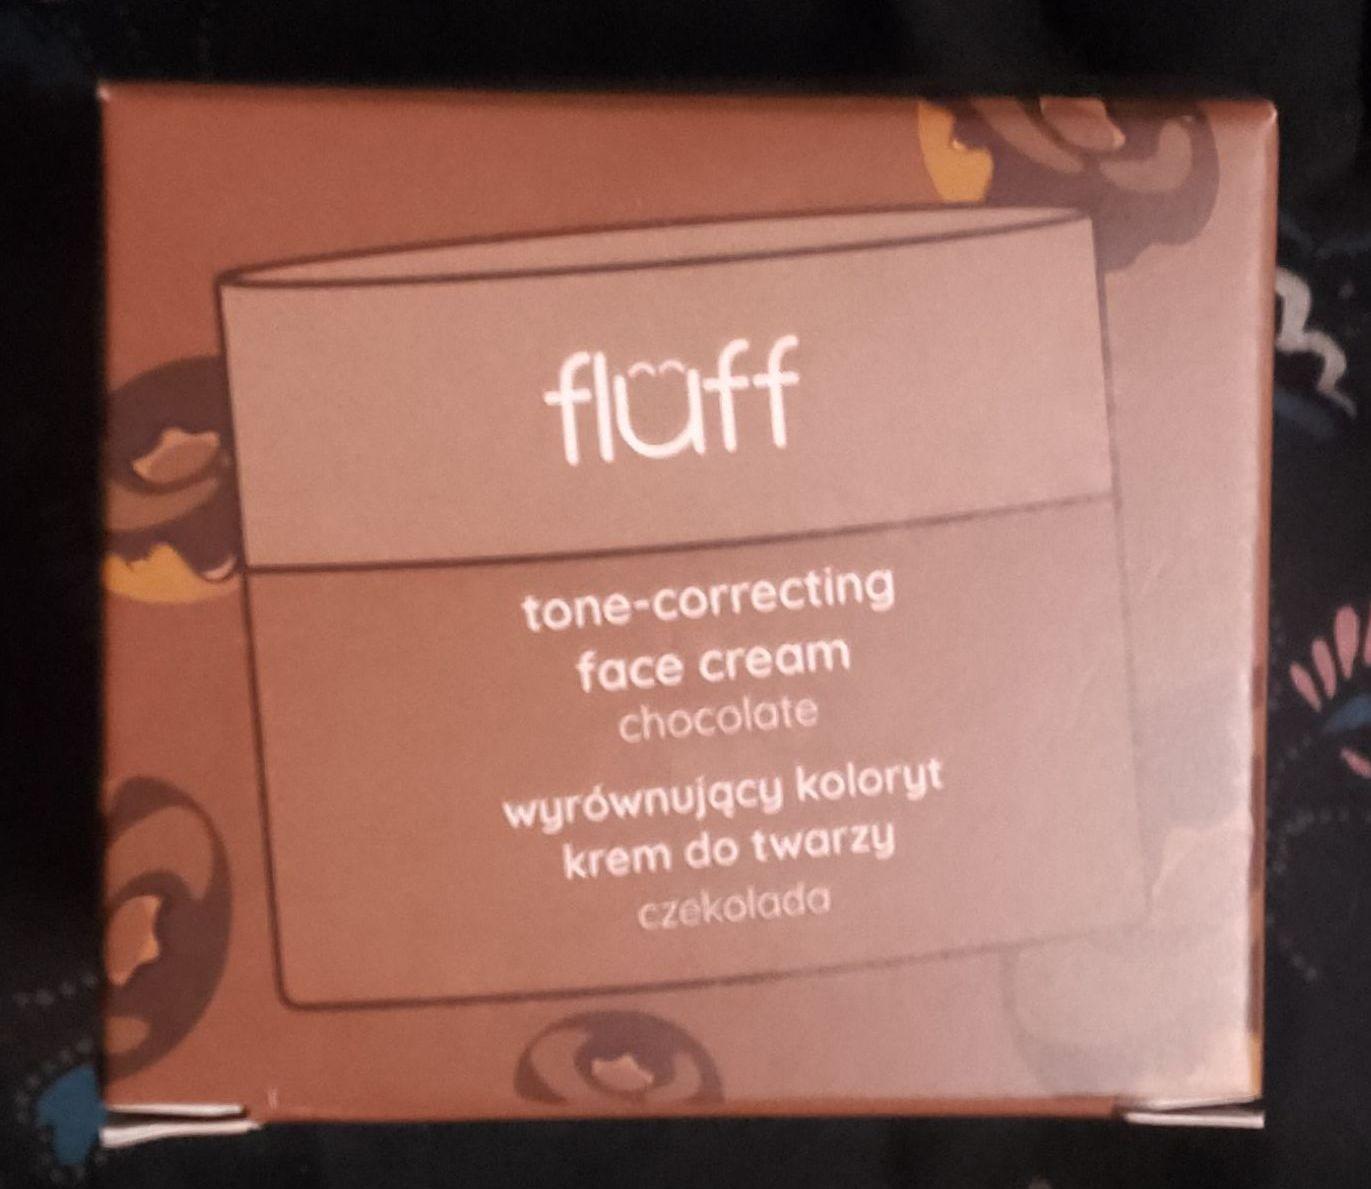 fluff
tone-correcting
face cream
chocolate
wyrównujący koloryt
krem do twarzy
czekolada